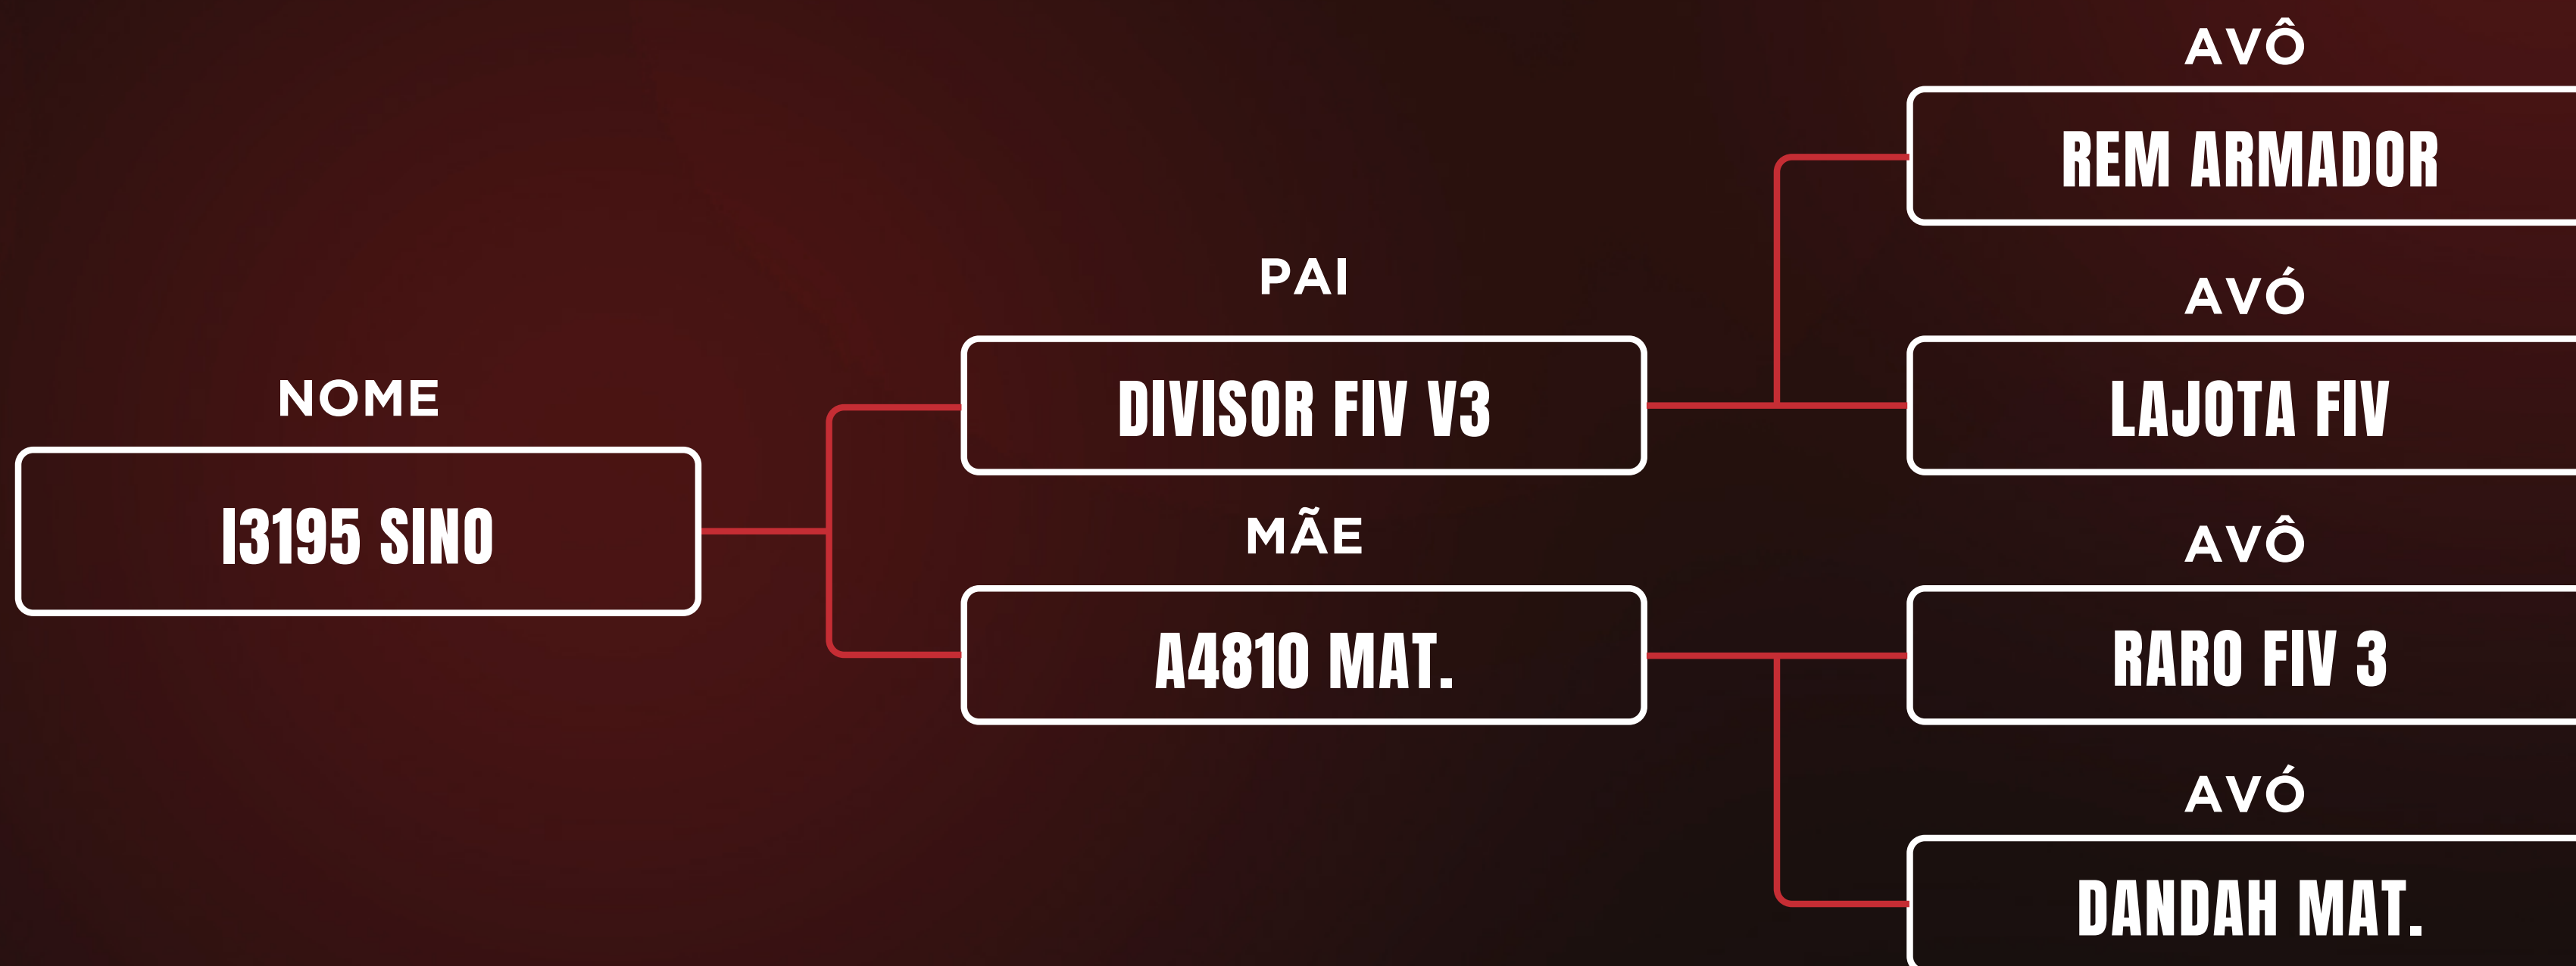 NOME
I3195 SINO
PAI
DIVISOR FIV V3
MÃE
A4810 MAT.
AVÔ
REM ARMADOR
AVÓ
LAJOTA FIV
AVÔ
RARO FIV 3
AVÓ
DANDAH MAT.